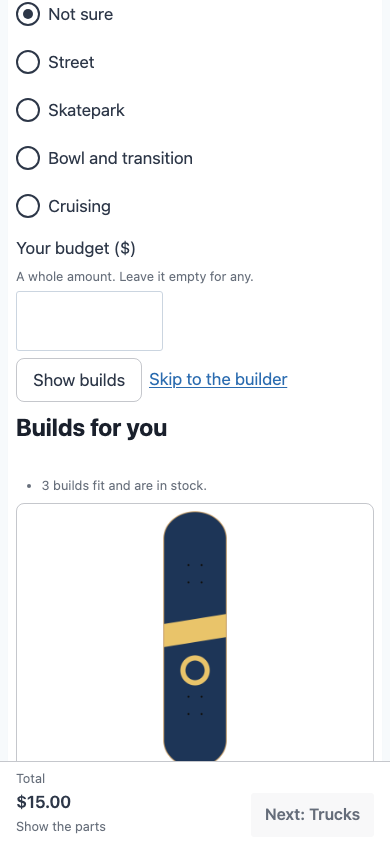 Not sure
Street
Skatepark
Bowl and transition
Cruising
Your budget ($)
A whole amount. Leave it empty for any.
Show builds Skip to the builder
Builds for you
• 3 builds fit and are in stock.
Total
$15.00
Show the parts
Next: Trucks